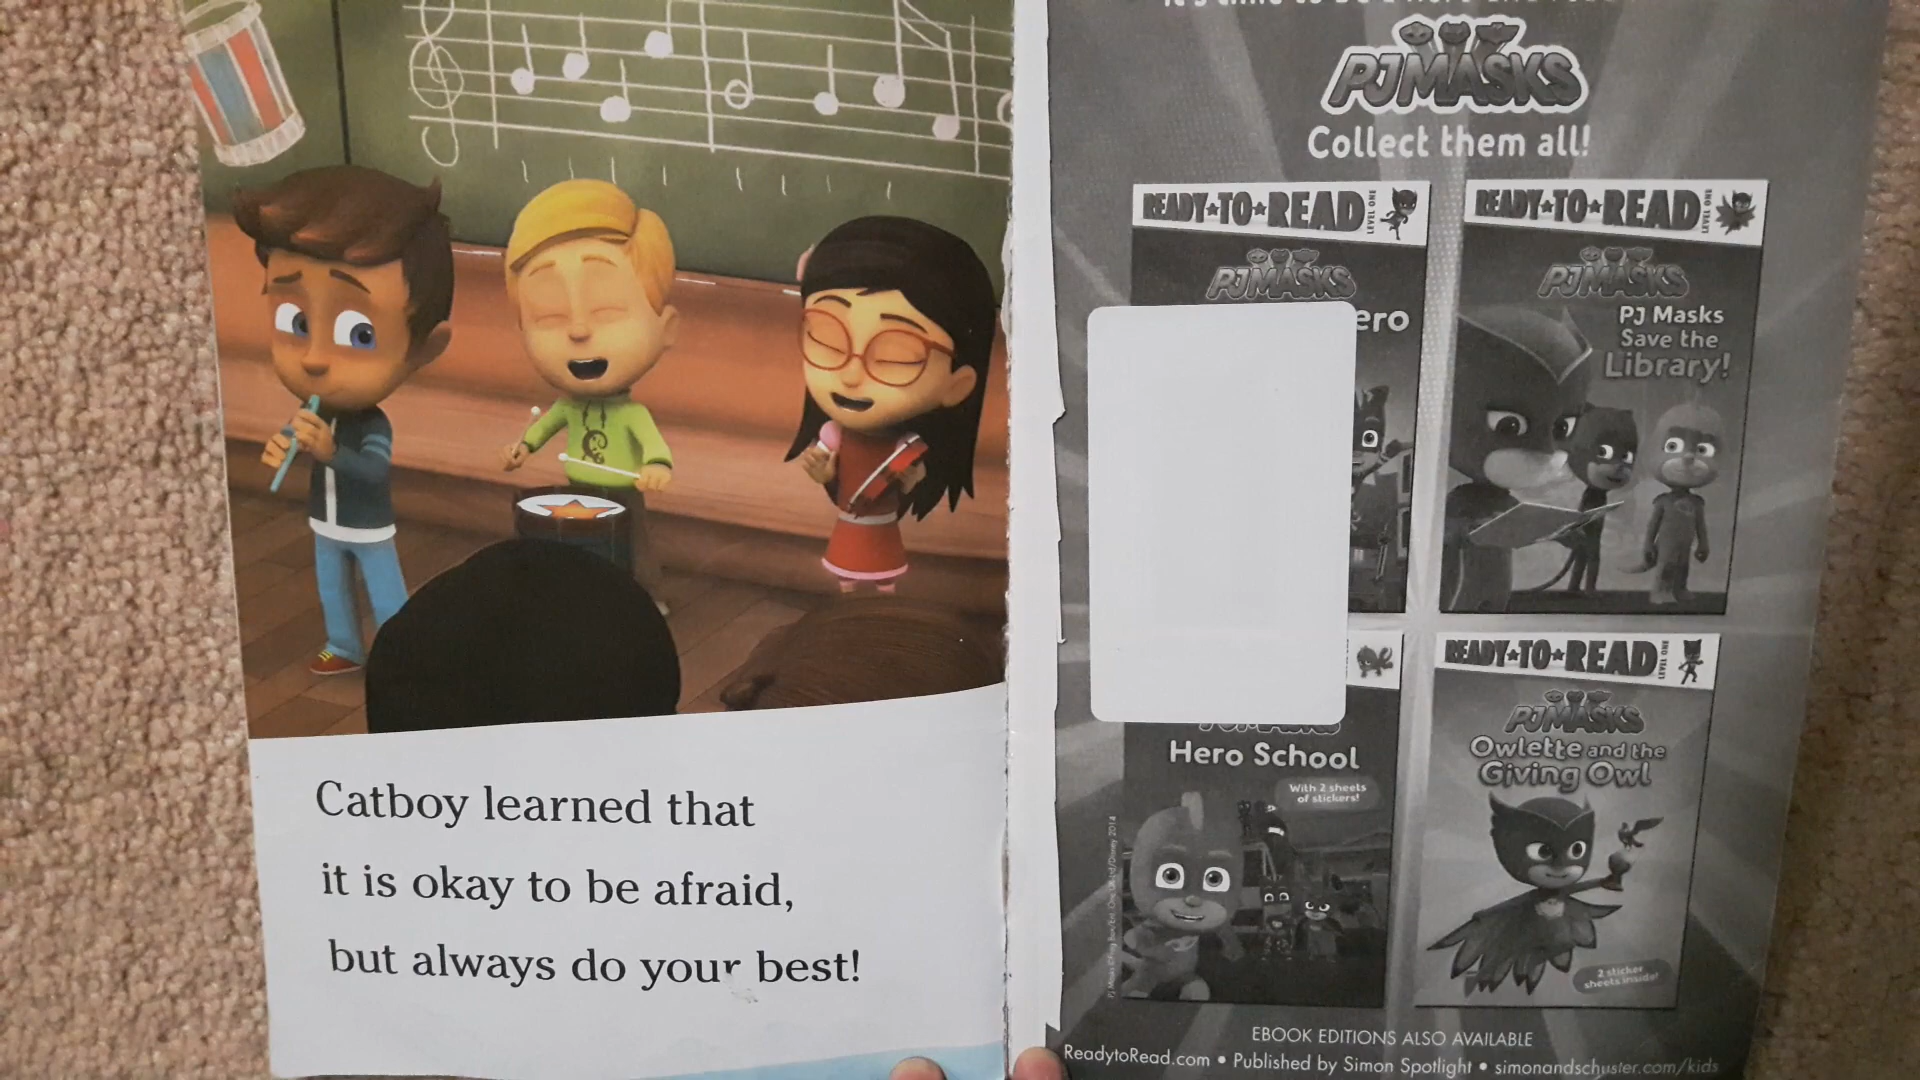 Catboy learned that
it is okay to be afraid,
but always do your best!
PJ MASKS
Collect them all!
READY★TO★READ
LEVEL ONE
PJ MASKS
ero
READY★TO★READ
LEVEL ONE
PJ MASKS
PJ Masks
Save the
Library!
PJ MASKS
Hero School
With 2 sheets
of stickers!
READY★TO★READ
LEVEL ONE
PJ MASKS
Owlette and the
Giving Owl
2 sticker
sheets inside!
EBOOK EDITIONS ALSO AVAILABLE
ReadytoRead.com • Published by Simon Spotlight • simonandschuster.com/kids